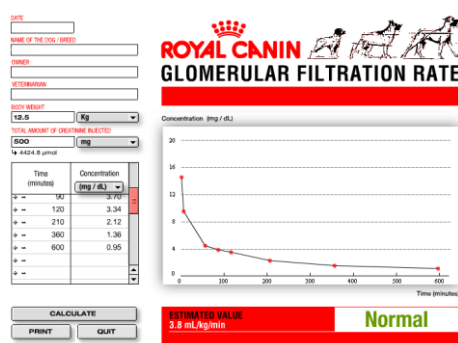 DATE
NAME OF THE DOG / BREED
OWNER
VETERINARIAN
BODY WEIGHT
12.5 Kg
TOTAL AMOUNT OF CREATININE INJECTED
500 mg
4424.8 µmol
Time (minutes) Concentration (mg / dL)
90 3.70
120 3.34
210 2.12
360 1.36
600 0.95
CALCULATE
PRINT QUIT
ROYAL CANIN
GLOMERULAR FILTRATION RATE
Concentration (mg / dL)
20
16
12
8
4
0
0 100 200 300 400 500 600
Time (minutes)
ESTIMATED VALUE
3.8 mL/kg/min
Normal